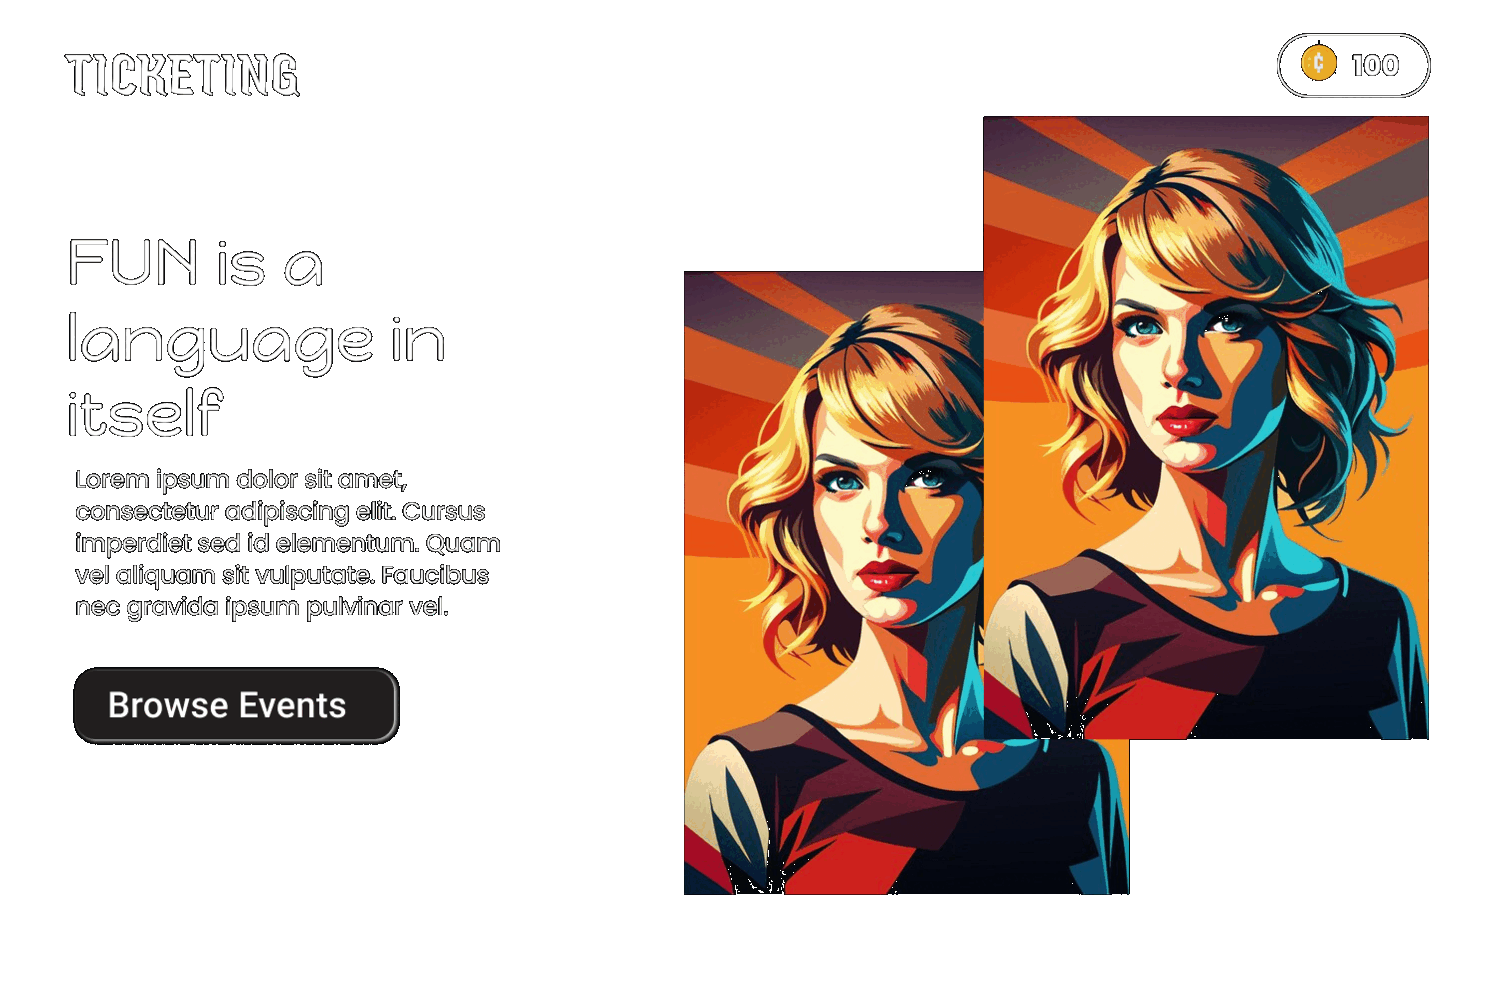 TICKETING
¢ 100
FUN is a
language in
itself
Lorem ipsum dolor sit amet,
consectetur adipiscing elit. Cursus
imperdiet sed id elementum. Quam
vel aliquam sit vulputate. Faucibus
nec gravida ipsum pulvinar vel.
Browse Events